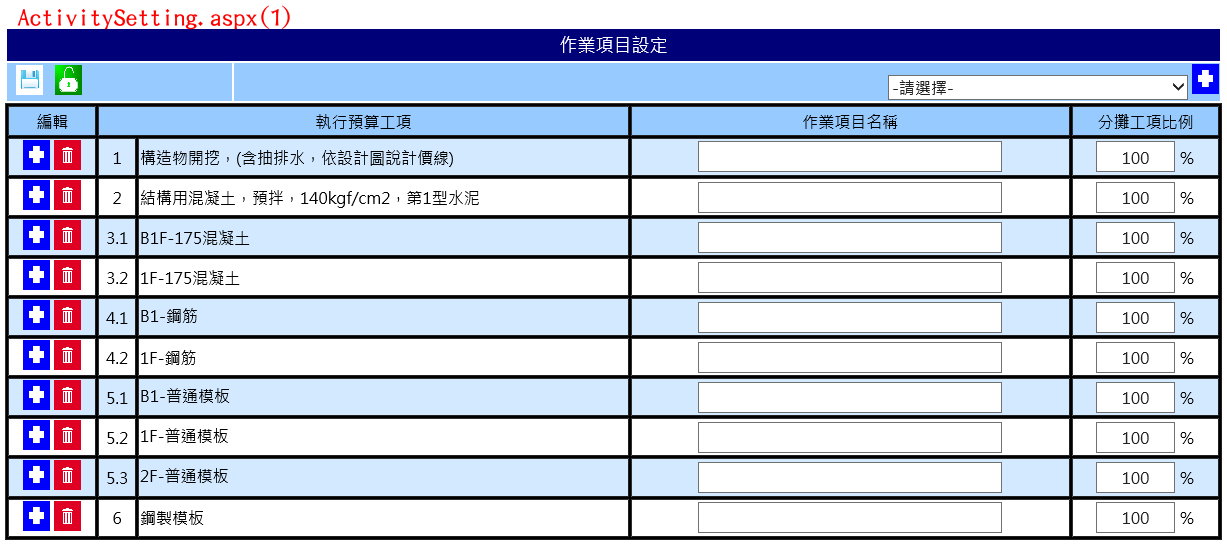 ActivitySetting.aspx(1)
作業項目設定
-請選擇-
編輯 執行預算工項 作業項目名稱 分攤工項比例
1 構造物開挖，(含抽排水，依設計圖說計價線) 100 %
2 結構用混凝土，預拌，140kgf/cm2，第1型水泥 100 %
3.1 B1F-175混凝土 100 %
3.2 1F-175混凝土 100 %
4.1 B1-鋼筋 100 %
4.2 1F-鋼筋 100 %
5.1 B1-普通模板 100 %
5.2 1F-普通模板 100 %
5.3 2F-普通模板 100 %
6 鋼製模板 100 %